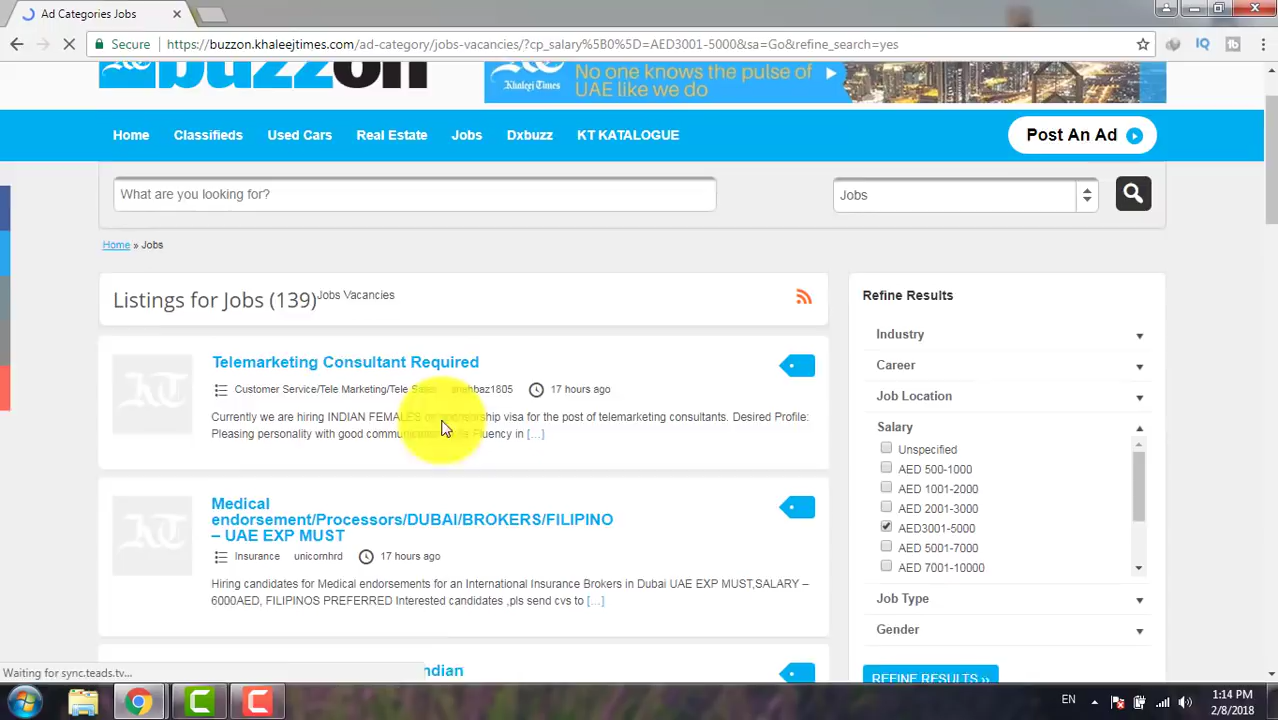 Ad Categories Jobs
Secure https://buzzon.khaleejtimes.com/ad-category/jobs-vacancies/?cp_salary%5B0%5D=AED3001-5000&sa=Go&refine_search=yes
buzzon
Khaleej Times
No one knows the pulse of
UAE like we do
Home Classifieds Used Cars Real Estate Jobs Dxbuzz KT KATALOGUE Post An Ad
What are you looking for? Jobs
Home » Jobs
Listings for Jobs (139) Jobs Vacancies
Telemarketing Consultant Required
Customer Service/Tele Marketing/Tele Sales 17 hours ago
Currently we are hiring INDIAN FEMALES on sponsorship visa for the post of telemarketing consultants. Desired Profile:
Pleasing personality with good Fluency in [...]
Medical
endorsement/Processors/DUBAI/BROKERS/FILIPINO
– UAE EXP MUST
Insurance unicornhrd 17 hours ago
Hiring candidates for Medical endorsements for an International Insurance Brokers in Dubai UAE EXP MUST,SALARY –
6000AED, FILIPINOS PREFERRED Interested candidates ,pls send cvs to [...]
Indian
Refine Results
Industry
Career
Job Location
Salary
Unspecified
AED 500-1000
AED 1001-2000
AED 2001-3000
AED3001-5000
AED 5001-7000
AED 7001-10000
Job Type
Gender
REFINE RESULTS ››
Waiting for sync.teads.tv...
EN
1:14 PM
2/8/2018